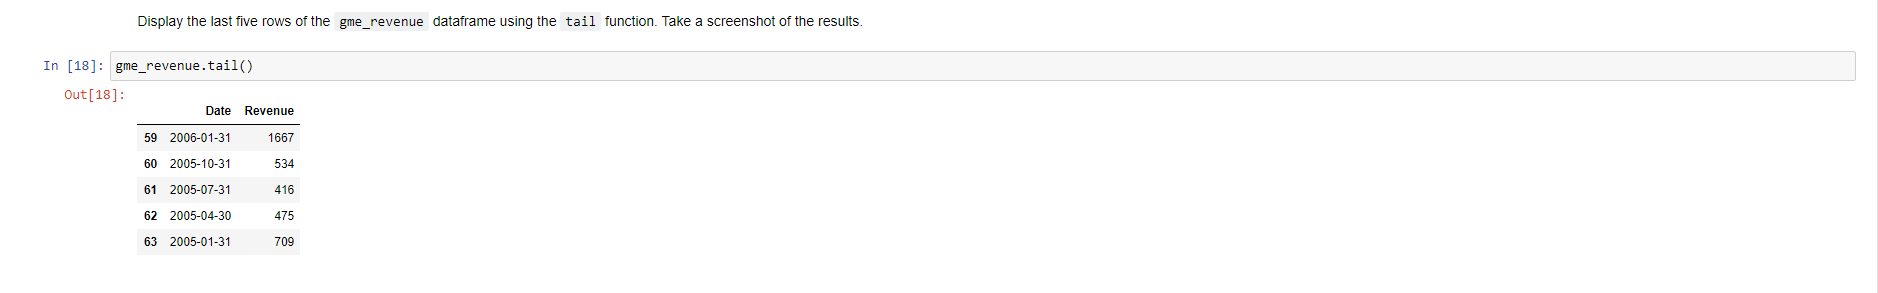 Display the last five rows of the gme_revenue dataframe using the tail function. Take a screenshot of the results.
In [18]: gme_revenue.tail()
Out[18]:
Date Revenue
59 2006-01-31 1667
60 2005-10-31 534
61 2005-07-31 416
62 2005-04-30 475
63 2005-01-31 709